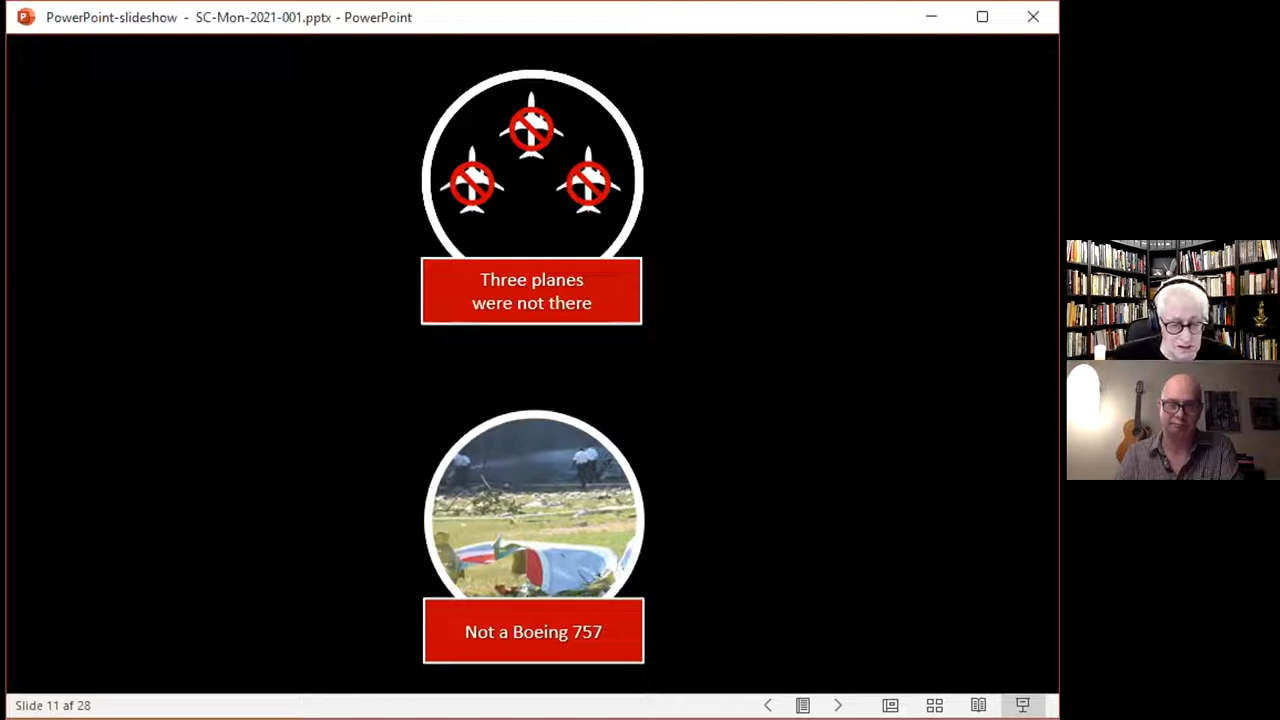 PowerPoint-slideshow - SC-Mon-2021-001.pptx - PowerPoint
Three planes
were not there
Not a Boeing 757
Slide 11 af 28